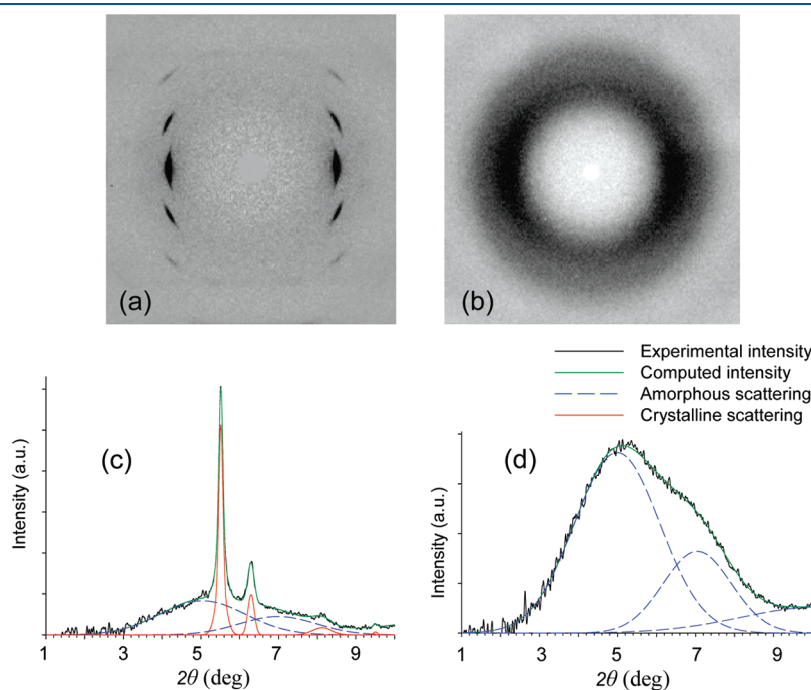 (a)
(b)
Experimental intensity
Computed intensity
Amorphous scattering
Crystalline scattering
(c)
(d)
Intensity (a.u.)
Intensity (a.u.)
1 3 5 7 9
1 3 5 7 9
2θ (deg)
2θ (deg)